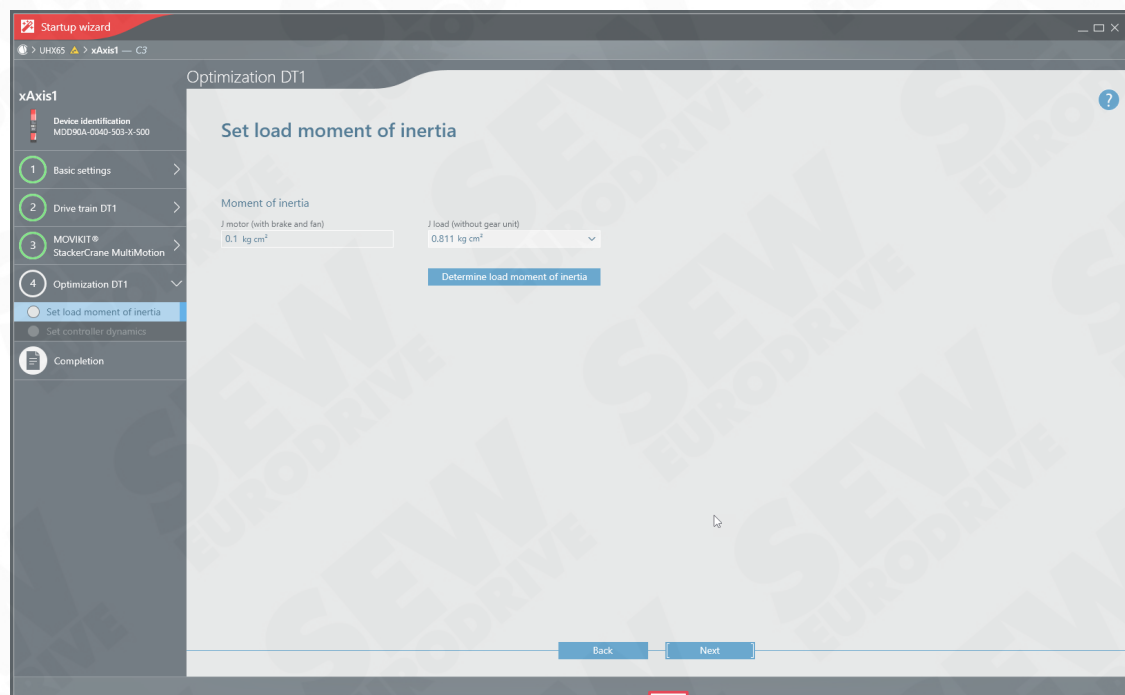 Startup wizard
> UHX65 > xAxis1 — C3
Optimization DT1
xAxis1
Device identification
MDD90A-0040-503-X-S00
1 Basic settings
2 Drive train DT1
3 MOVIKIT®
StackerCrane MultiMotion
4 Optimization DT1
Set load moment of inertia
Set controller dynamics
Completion
?
Set load moment of inertia
Moment of inertia
J motor (with brake and fan)
0.1 kg cm²
J load (without gear unit)
0.811 kg cm²
Determine load moment of inertia
Back
Next
SEW
EURODRIVE